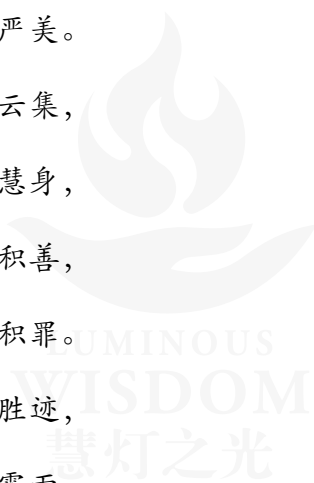 严美。
云集，
慧身，
积善，
积罪。
LUMINOUS
胜迹，
WISDOM
慧灯之光